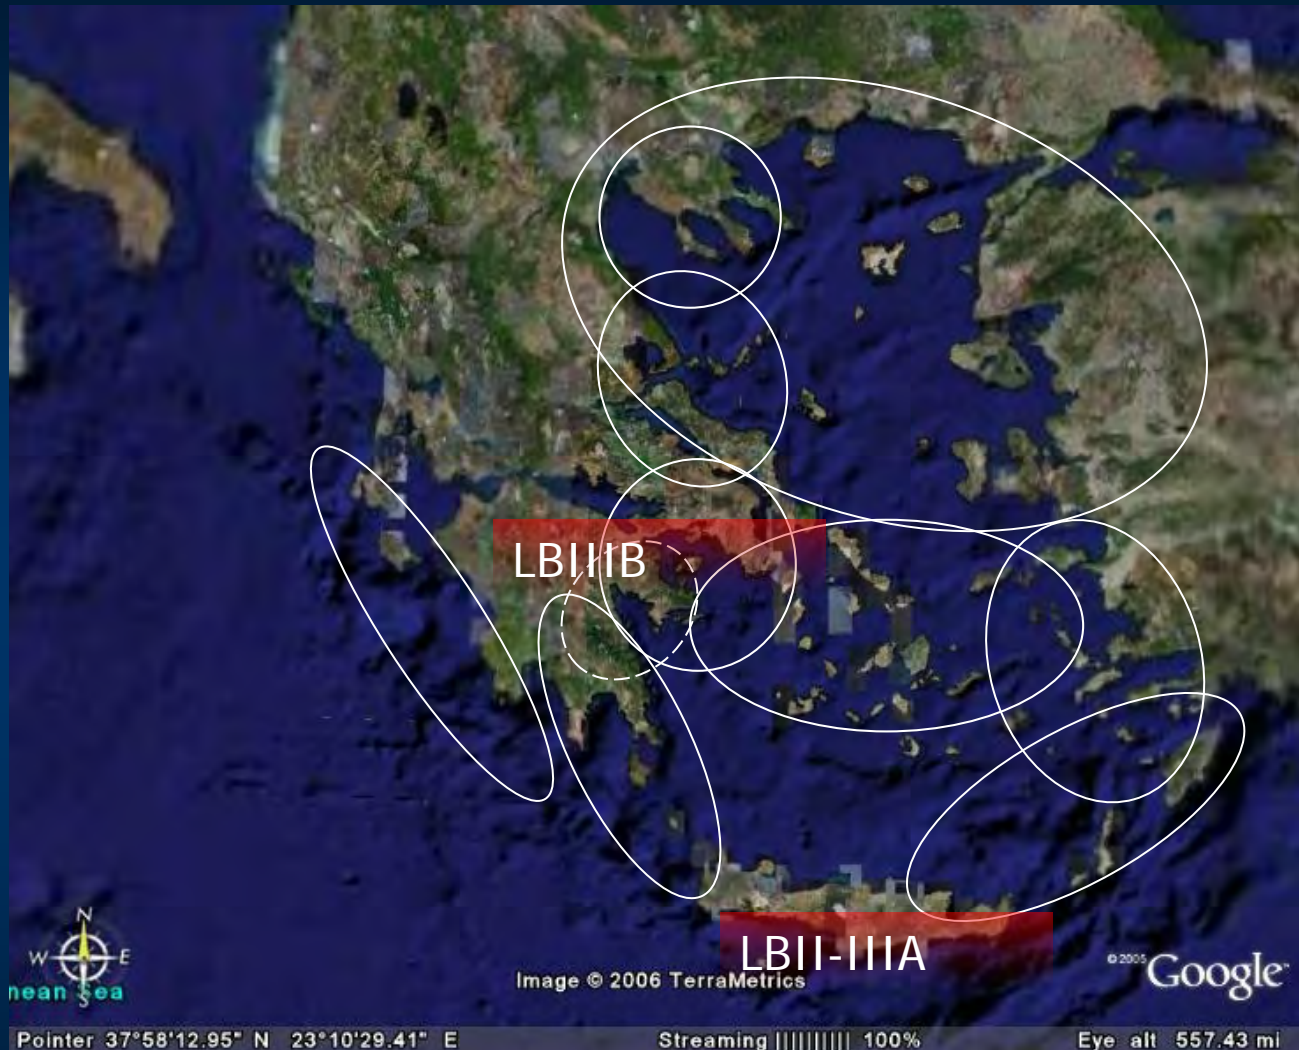 LBIIIB
LBII-IIIA
N
W E
S
nean Sea
Image © 2006 TerraMetrics
©2005 Google™
Pointer 37°58'12.95" N 23°10'29.41" E
Streaming |||||||||| 100%
Eye alt 557.43 mi